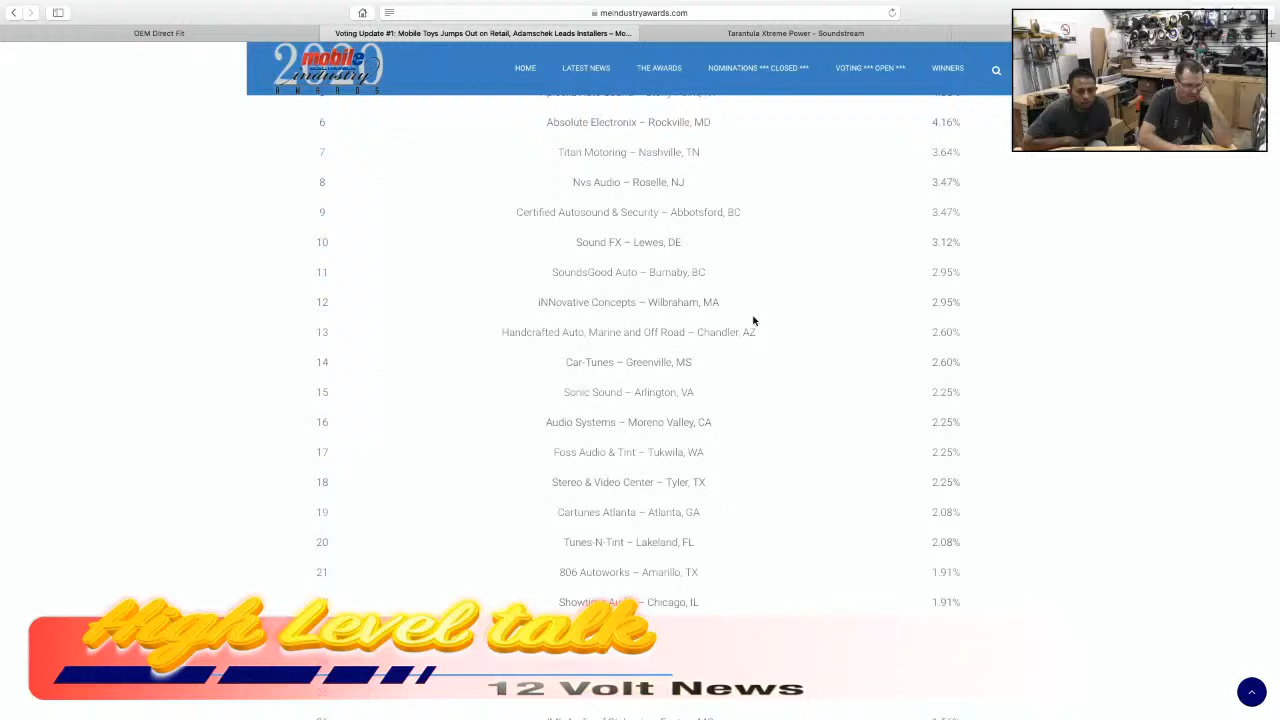 meindustryawards.com
OEM Direct Fit
Voting Update #1: Mobile Toys Jumps Out on Retail, Adamschek Leads Installers – Mo...
Tarantula Xtreme Power - Soundstream
2020 mobile electronics industry AWARDS
HOME LATEST NEWS THE AWARDS NOMINATIONS *** CLOSED *** VOTING *** OPEN *** WINNERS
6 Absolute Electronix – Rockville, MD 4.16%
7 Titan Motoring – Nashville, TN 3.64%
8 Nvs Audio – Roselle, NJ 3.47%
9 Certified Autosound & Security – Abbotsford, BC 3.47%
10 Sound FX – Lewes, DE 3.12%
11 SoundsGood Auto – Burnaby, BC 2.95%
12 iNNovative Concepts – Wilbraham, MA 2.95%
13 Handcrafted Auto, Marine and Off Road – Chandler, AZ 2.60%
14 Car-Tunes – Greenville, MS 2.60%
15 Sonic Sound – Arlington, VA 2.25%
16 Audio Systems – Moreno Valley, CA 2.25%
17 Foss Audio & Tint – Tukwila, WA 2.25%
18 Stereo & Video Center – Tyler, TX 2.25%
19 Cartunes Atlanta – Atlanta, GA 2.08%
20 Tunes-N-Tint – Lakeland, FL 2.08%
21 806 Autoworks – Amarillo, TX 1.91%
– Chicago, IL 1.91%
High Level talk
12 Volt News